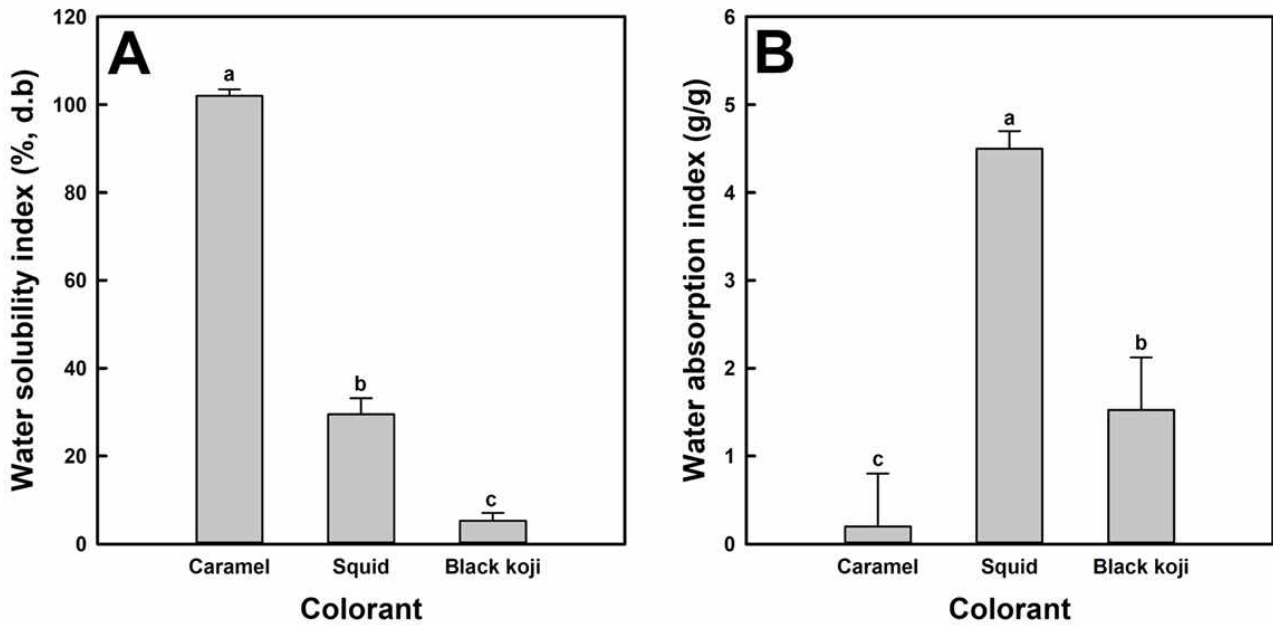 A
Water solubility index (%, d.b)
120
100
80
60
40
20
0
a
b
c
Caramel
Squid
Black koji
Colorant
B
Water absorption index (g/g)
6
5
4
3
2
1
0
c
a
b
Caramel
Squid
Black koji
Colorant